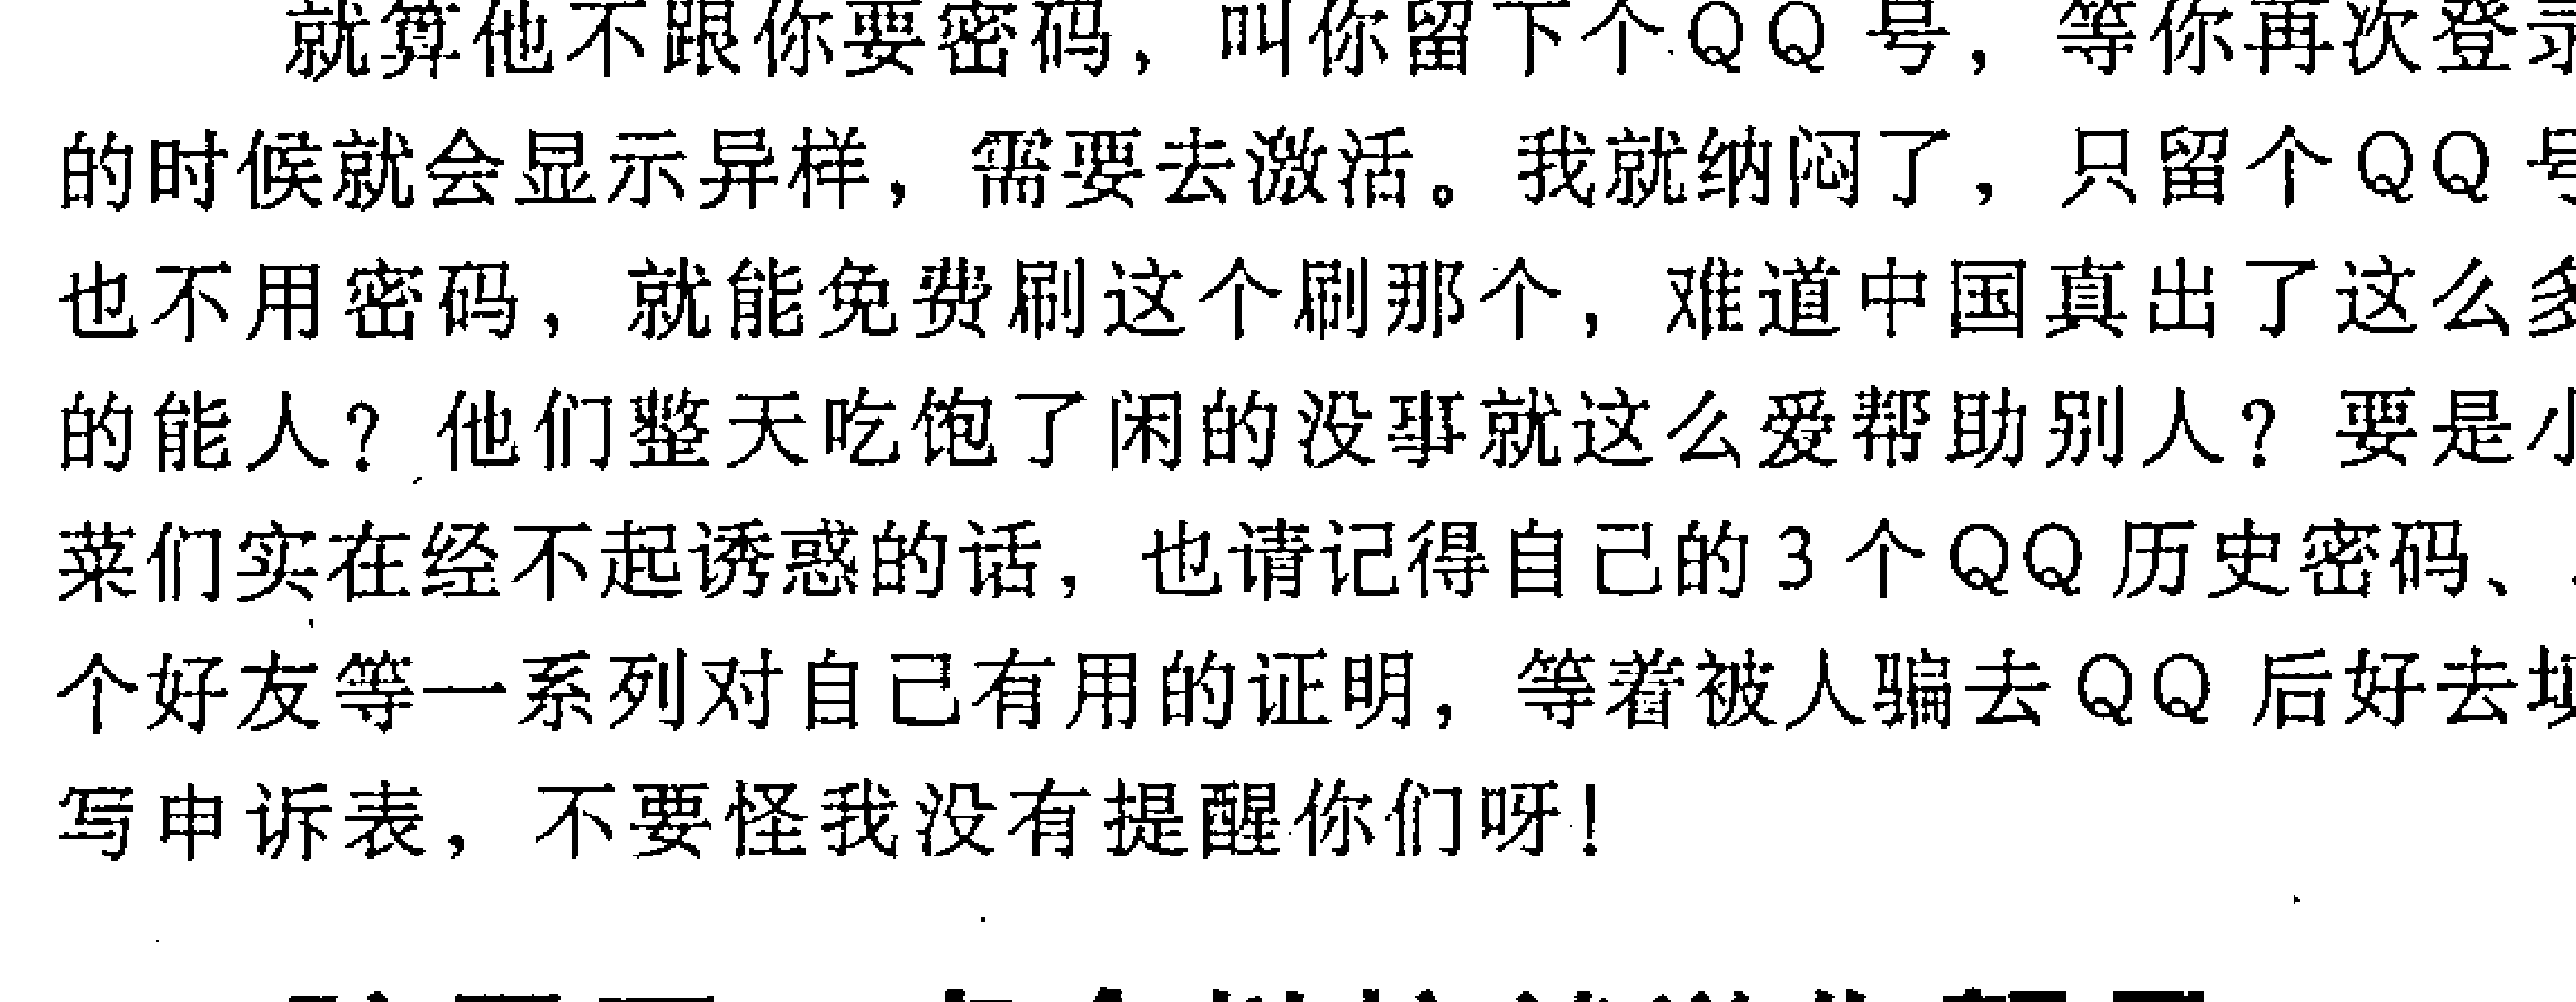 就算他不跟你要密码，叫你留下个QQ号，等你再次登录
的时候就会显示异样，需要去激活。我就纳闷了，只留个QQ号
也不用密码，就能免费刷这个刷那个，难道中国真出了这么多
的能人？他们整天吃饱了闲的没事就这么爱帮助别人？要是小
菜们实在经不起诱惑的话，也请记得自己的3个QQ历史密码、
个好友等一系列对自己有用的证明，等着被人骗去QQ后好去填
写申诉表，不要怪我没有提醒你们呀！